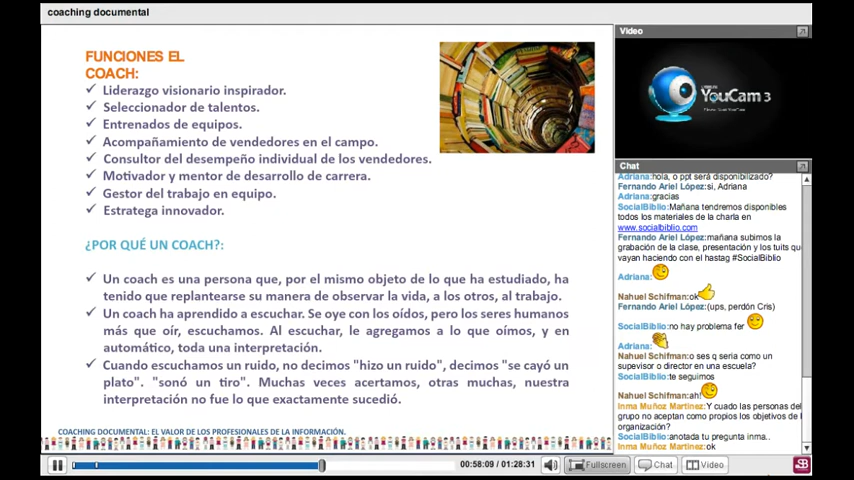 coaching documental
FUNCIONES EL
COACH:
✓ Liderazgo visionario inspirador.
✓ Seleccionador de talentos.
✓ Entrenados de equipos.
✓ Acompañamiento de vendedores en el campo.
✓ Consultor del desempeño individual de los vendedores.
✓ Motivador y mentor de desarrollo de carrera.
✓ Gestor del trabajo en equipo.
✓ Estratega innovador.
¿POR QUÉ UN COACH?:
✓ Un coach es una persona que, por el mismo objeto de lo que ha estudiado, ha
tenido que replantearse su manera de observar la vida, a los otros, al trabajo.
✓ Un coach ha aprendido a escuchar. Se oye con los oídos, pero los seres humanos
más que oír, escuchamos. Al escuchar, le agregamos a lo que oímos, y en
automático, toda una interpretación.
✓ Cuando escuchamos un ruido, no decimos "hizo un ruido", decimos "se cayó un
plato". "sonó un tiro". Muchas veces acertamos, otras muchas, nuestra
interpretación no fue lo que exactamente sucedió.
COACHING DOCUMENTAL: EL VALOR DE LOS PROFESIONALES DE LA INFORMACIÓN.
Video
YouCam 3
Chat
Adriana:hola, o ppt será disponibilizado?
Fernando Ariel López:si, Adriana
Adriana:gracias
SocialBiblio:Mañana tendremos disponibles
todos los materiales de la charla en
www.socialbiblio.com
Fernando Ariel López:mañana subimos la
grabación de la clase, presentación y los tuits que
vayan haciendo con el hastag #SocialBiblio
Adriana:
Nahuel Schifman:ok
Fernando Ariel López:(ups, perdón Cris)
SocialBiblio:no hay problema fer
Adriana:
Nahuel Schifman:o ses q seria como un
supevisor o director en una escuela?
SocialBiblio:te seguimos
Nahuel Schifman:ah!
Inma Muñoz Martínez:Y cuado las personas del
grupo no aceptan como propios los objetivos de la
organización?
SocialBiblio:anotada tu pregunta inma..
Inma Muñoz Martínez:ok
00:58:09 / 01:28:31
Fullscreen
Chat
Video
SB